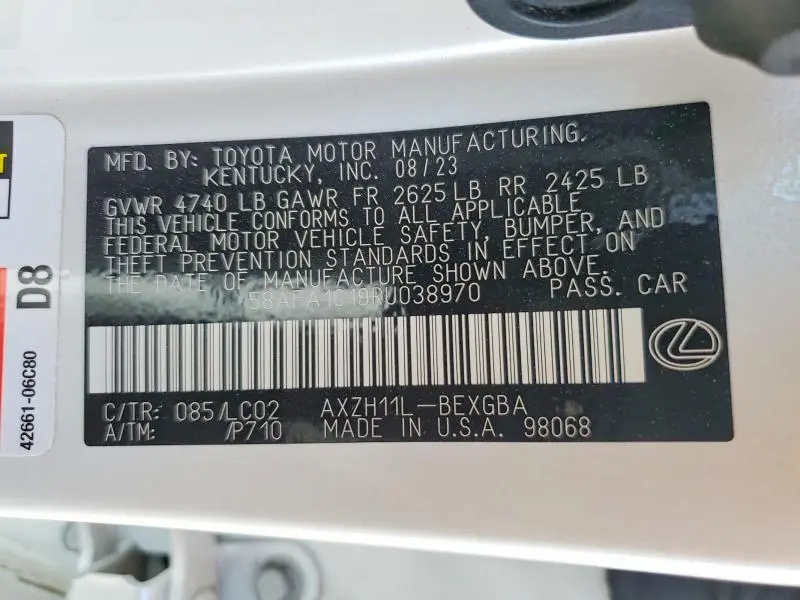 MFD. BY: TOYOTA MOTOR MANUFACTURING.
KENTUCKY, INC. 08/23
GVWR 4740 LB GAWR FR 2625 LB RR 2425 LB
THIS VEHICLE CONFORMS TO ALL APPLICABLE
FEDERAL MOTOR VEHICLE SAFETY, BUMPER, AND
THEFT PREVENTION STANDARDS IN EFFECT ON
THE DATE OF MANUFACTURE SHOWN ABOVE.
58AFA1C19RU038970 PASS. CAR
C/TR: 085/LC02 AXZH11L-BEXGBA
A/TM: /P710 MADE IN U.S.A. 98068
D8
42661-06C80